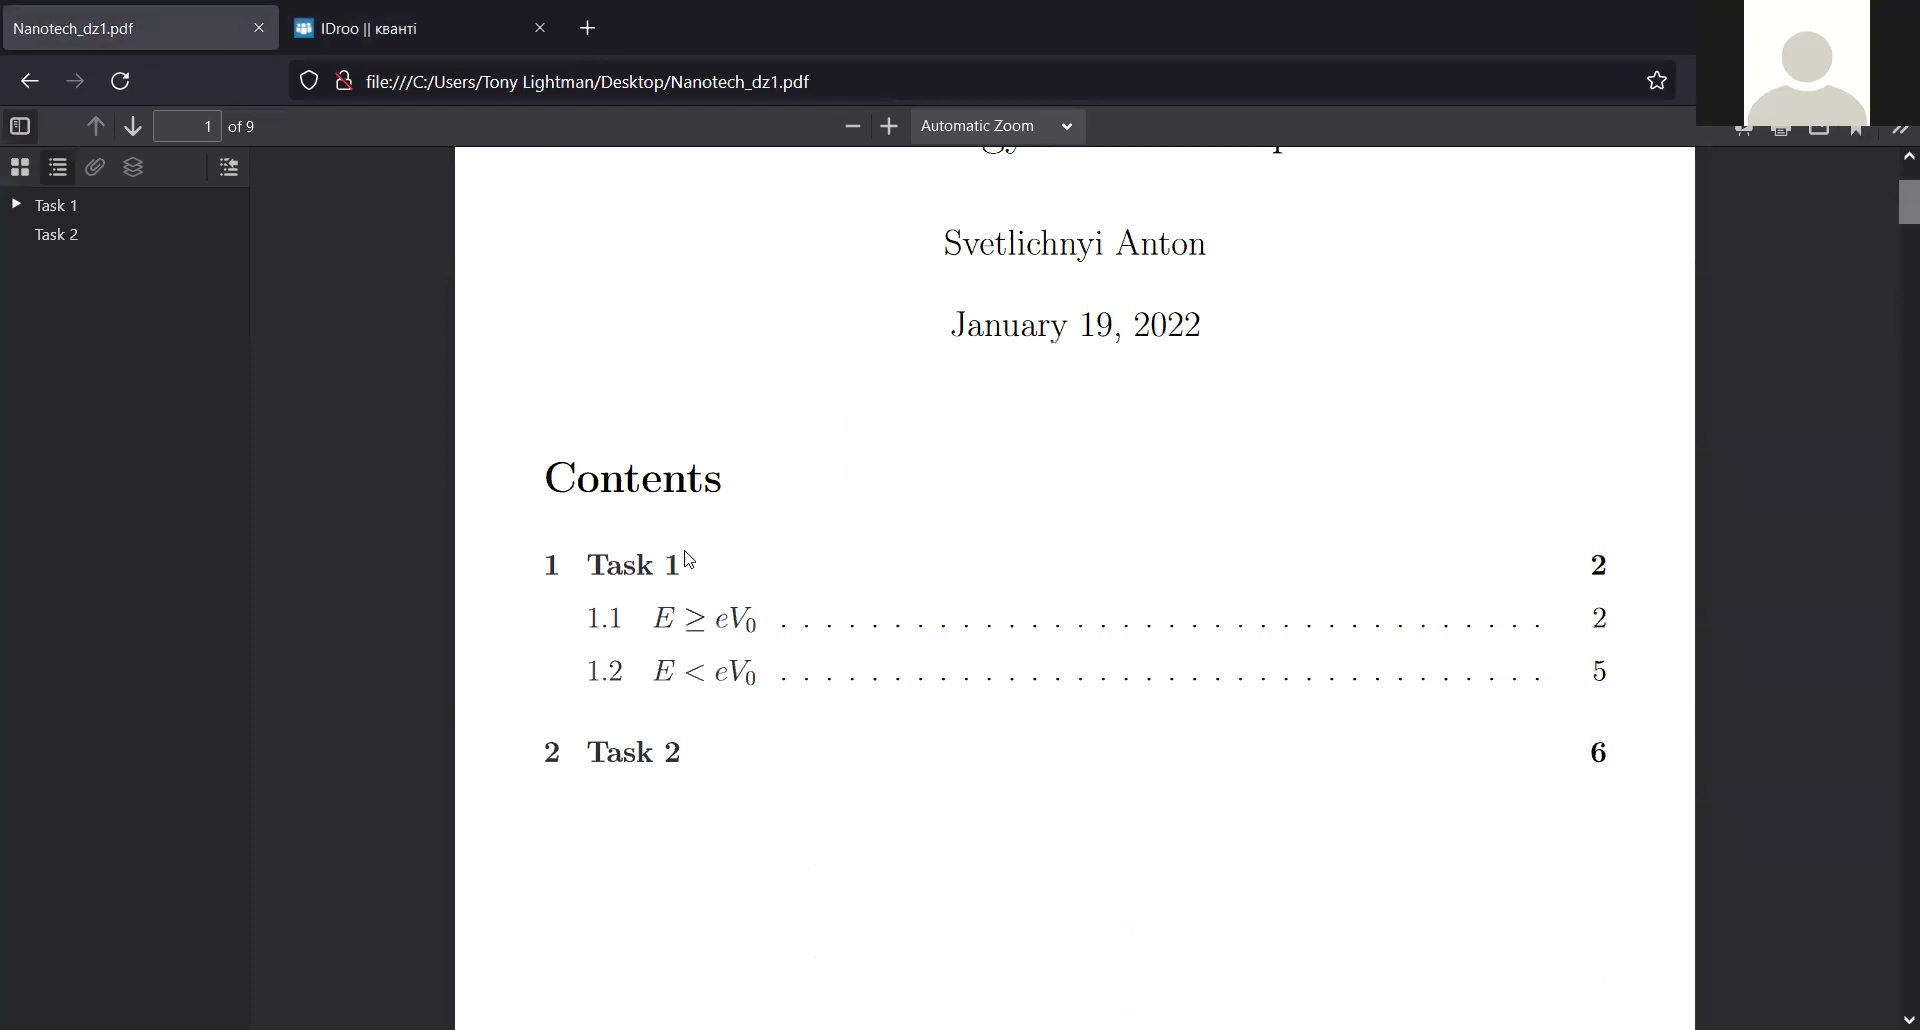 Nanotech_dz1.pdf
IDroo || кванті
file:///C:/Users/Tony Lightman/Desktop/Nanotech_dz1.pdf
1 of 9
Automatic Zoom
Task 1
Task 2
Svetlichnyi Anton
January 19, 2022
Contents
1 Task 1 2
1.1 E ≥ eV₀ . . . . . . . . . . . . . . . . . . . . . . . . . . . . . . . . . . 2
1.2 E < eV₀ . . . . . . . . . . . . . . . . . . . . . . . . . . . . . . . . . . 5
2 Task 2 6